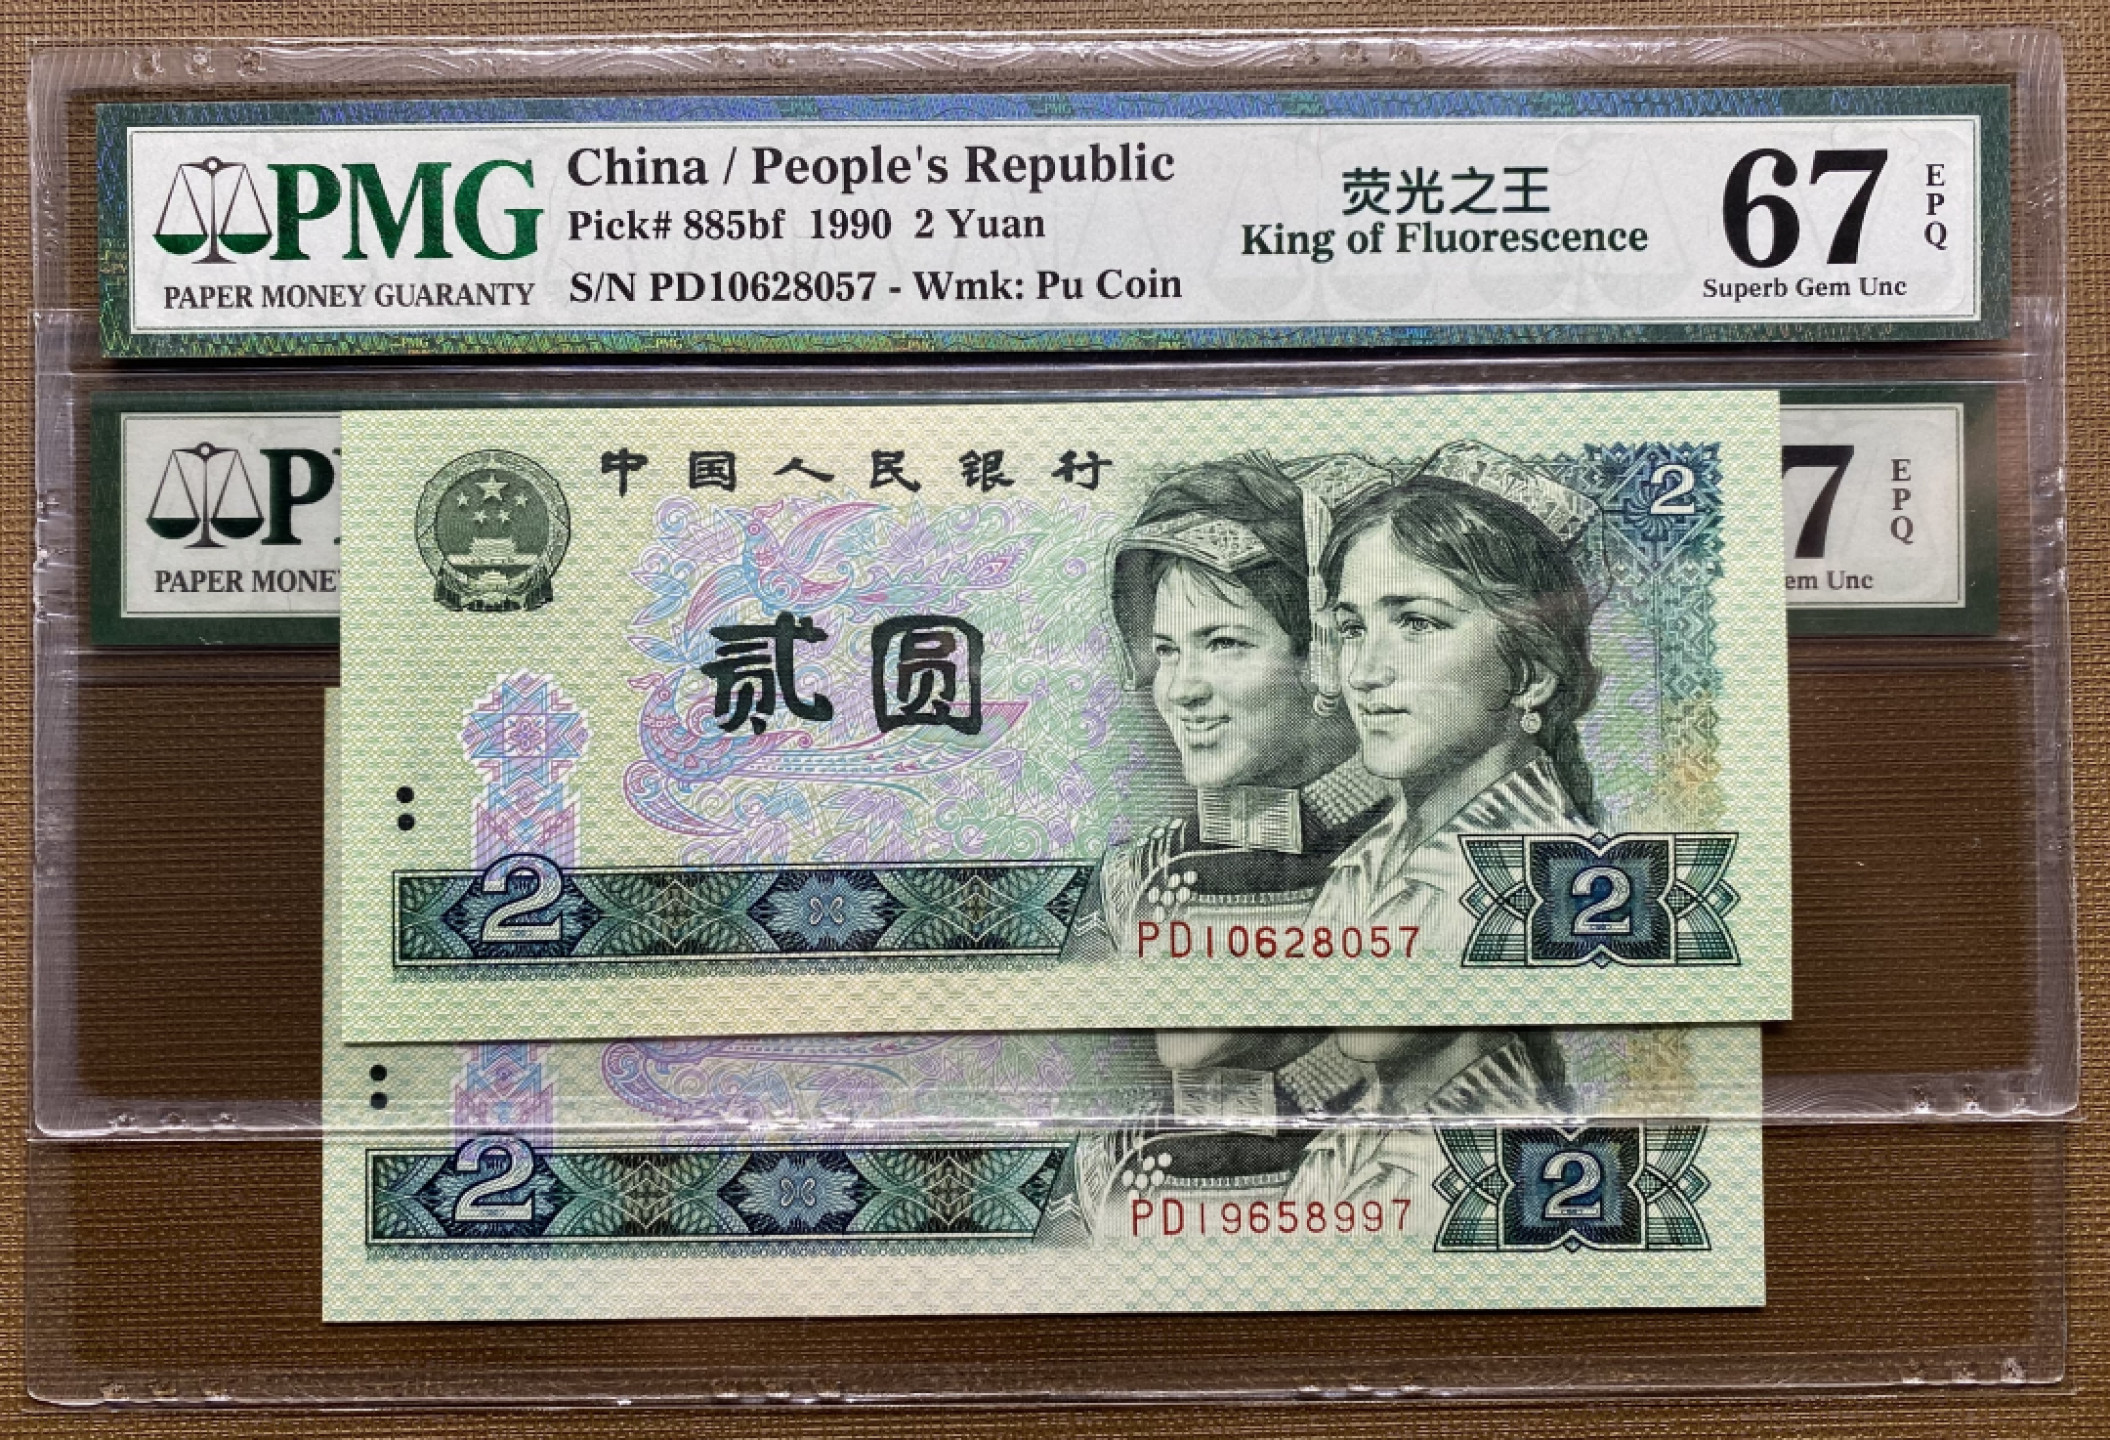 PMG
PAPER MONEY GUARANTY
China / People's Republic
Pick# 885bf 1990 2 Yuan
S/N PD10628057 - Wmk: Pu Coin
荧光之王
King of Fluorescence
67
EPQ
Superb Gem Unc
P
PAPER MONE
7
EPQ
em Unc
中国人民银行
2
贰圆
2
PD10628057
2
2
PD19658997
2